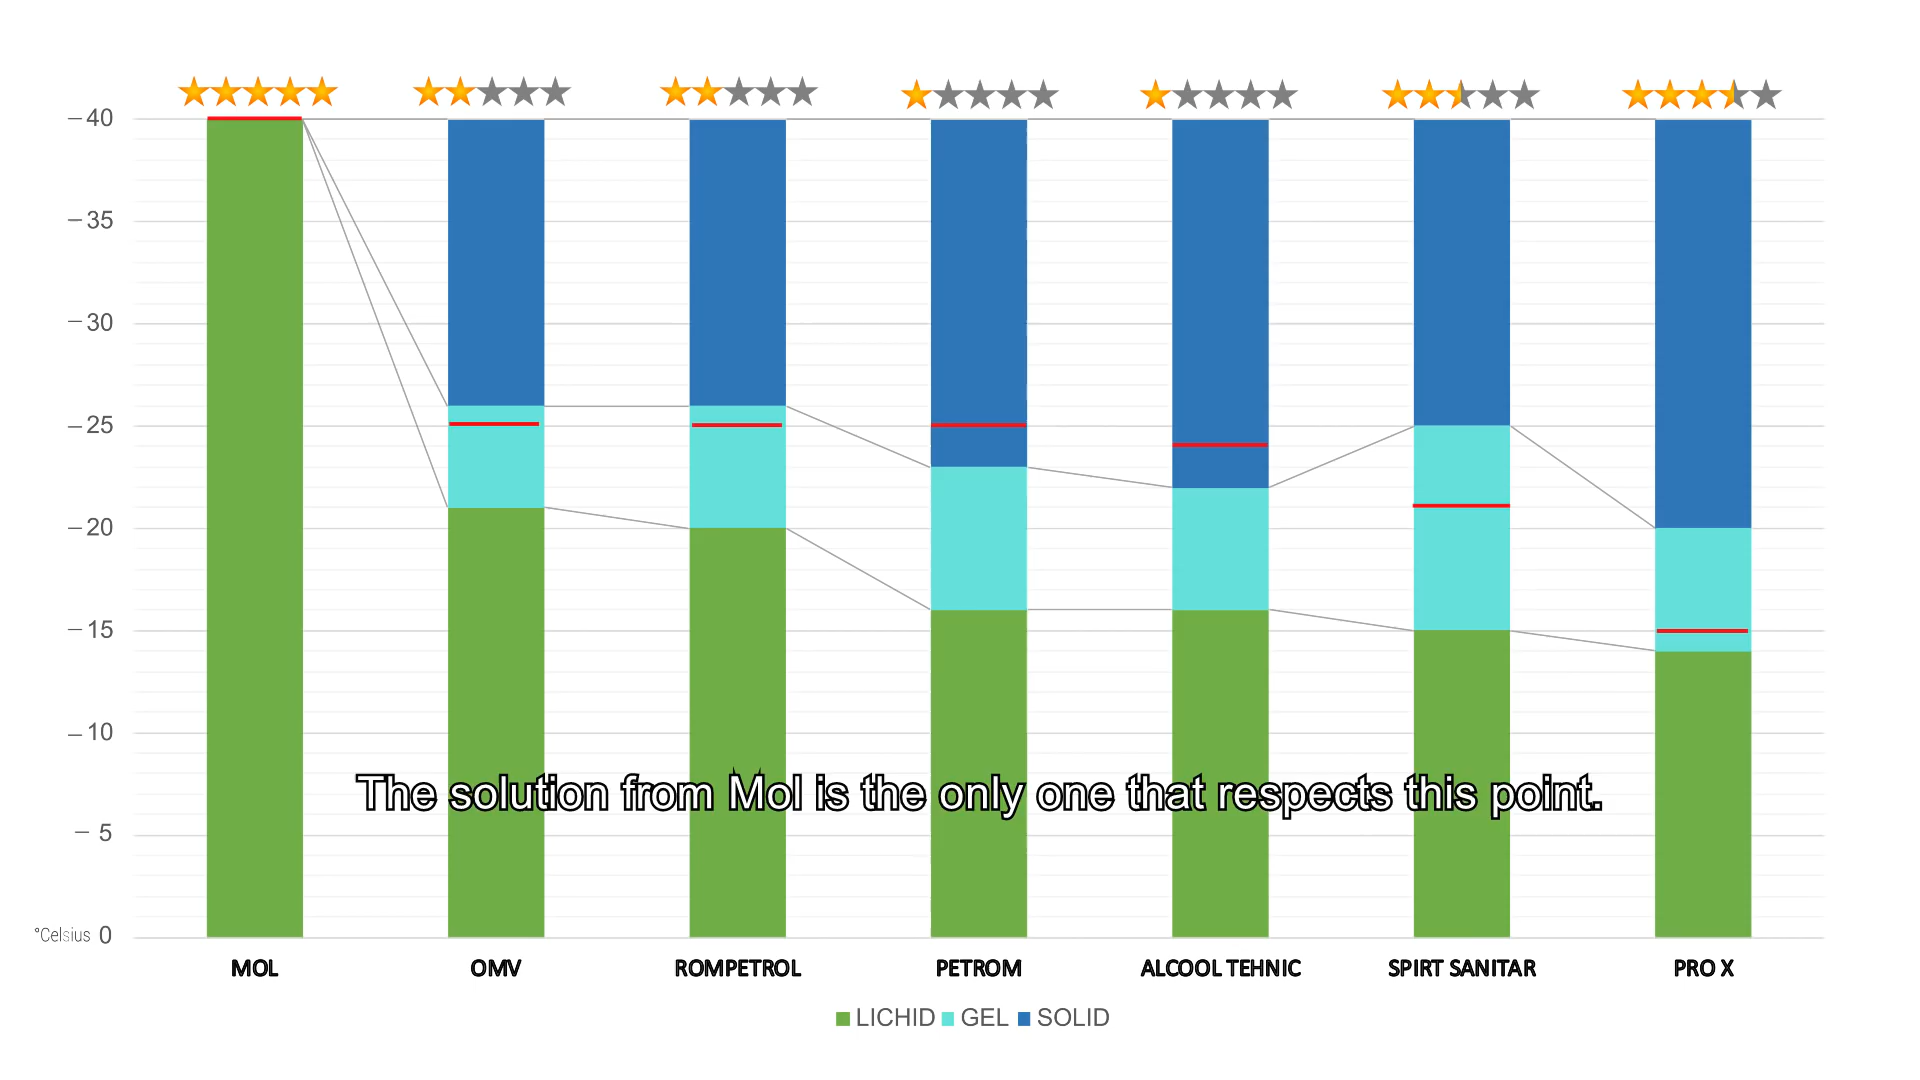 −40
−35
−30
−25
−20
−15
−10
The solution from Mol is the only one that respects this point.
− 5
°Celsius 0
MOL OMV ROMPETROL PETROM ALCOOL TEHNIC SPIRT SANITAR PRO X
LICHID GEL SOLID